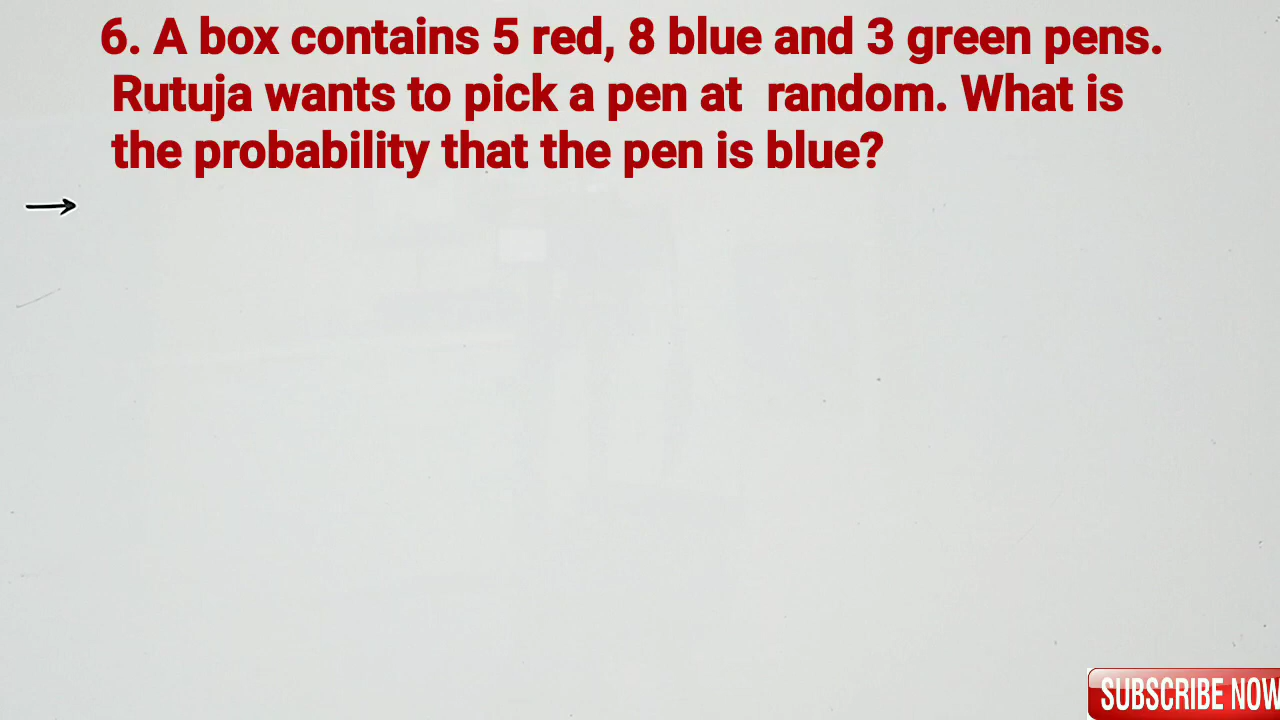 6. A box contains 5 red, 8 blue and 3 green pens.
Rutuja wants to pick a pen at random. What is
the probability that the pen is blue?
→
SUBSCRIBE NOW